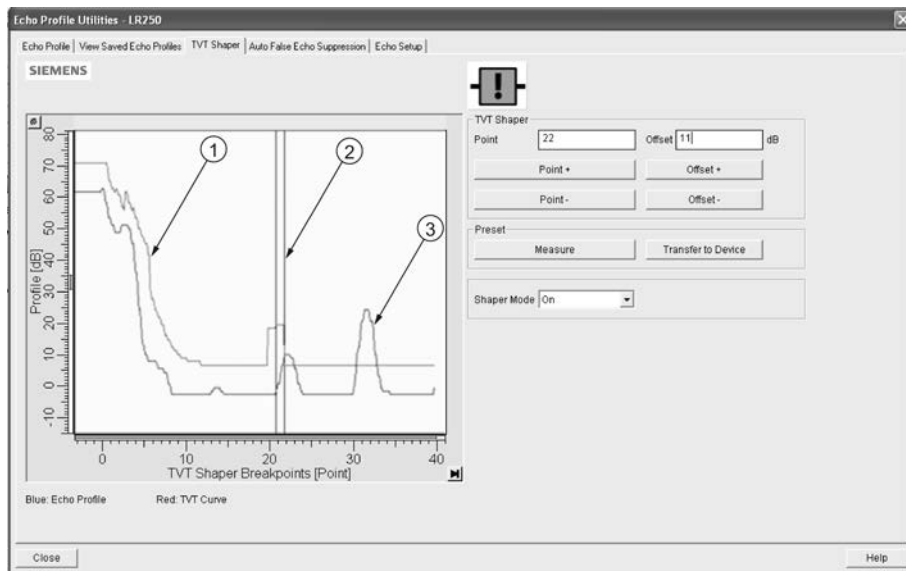 Echo Profile Utilities - LR250
Echo Profile View Saved Echo Profiles TVT Shaper Auto False Echo Suppression Echo Setup
SIEMENS
!
TVT Shaper
Point 22 Offset 11 dB
Point + Offset +
Point - Offset -
Preset
Measure Transfer to Device
Shaper Mode On
1
2
3
Profile [dB]
80
70
60
50
40
30
20
10
0
-10
0 10 20 30 40
TVT Shaper Breakpoints [Point]
Blue: Echo Profile Red: TVT Curve
Close Help